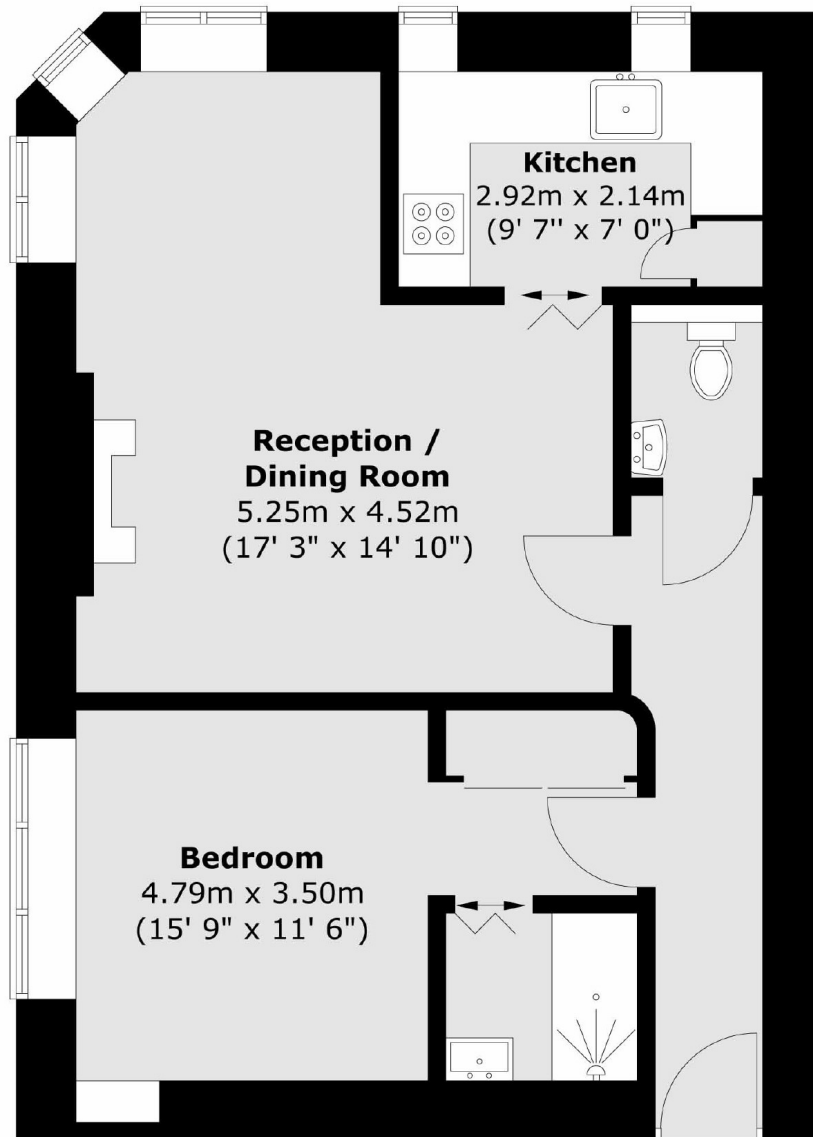 Kitchen
2.92m x 2.14m
(9' 7'' x 7' 0")
Reception /
Dining Room
5.25m x 4.52m
(17' 3" x 14' 10")
Bedroom
4.79m x 3.50m
(15' 9" x 11' 6")